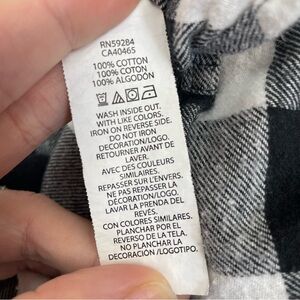 RN59284
CA40465
100% COTTON
100% COTON
100% ALGODÓN
WASH INSIDE OUT.
WITH LIKE COLORS.
IRON ON REVERSE SIDE.
DO NOT IRON
DECORATION/LOGO.
RETOURNER AVANT DE
LAVER.
AVEC DES COULEURS
SIMILAIRES.
REPASSER SUR L'ENVERS.
NE PAS REPASSER LA
DÉCORATION/LOGO.
LAVAR LA PRENDA DEL
REVÉS.
CON COLORES SIMILARES.
PLANCHAR POR EL
REVERSO DE LA TELA.
NO PLANCHAR LA
DECORACIÓN /LOGOTIPO.